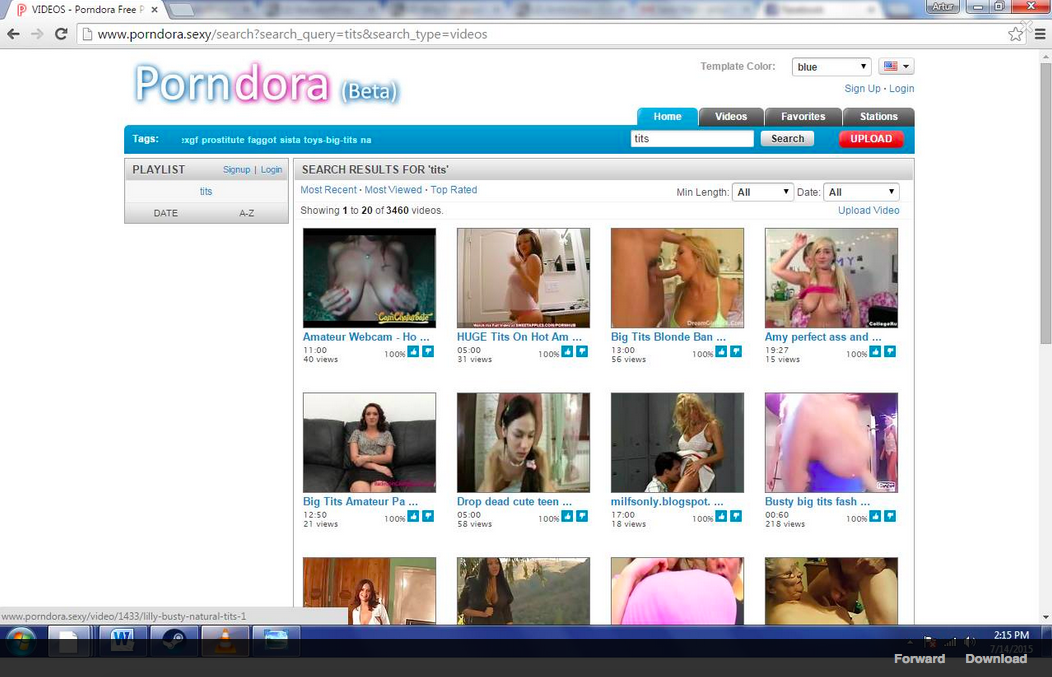 VIDEOS - Porndora Free P
Artur
www.porndora.sexy/search?search_query=tits&search_type=videos
Porndora (Beta)
Template Color: blue
Sign Up · Login
Home Videos Favorites Stations
Tags: prostitute faggot sista toys-big-tits na
tits Search UPLOAD
PLAYLIST Signup | Login
tits
DATE A-Z
SEARCH RESULTS FOR 'tits'
Most Recent · Most Viewed · Top Rated
Min Length: All Date: All
Showing 1 to 20 of 3460 videos.
Upload Video
Amateur Webcam - Ho ...
11:00
100%
40 views
HUGE Tits On Hot Am ...
05:00
100%
31 views
Big Tits Blonde Ban ...
13:00
100%
56 views
Amy perfect ass and ...
19:27
100%
15 views
Big Tits Amateur Pa ...
12:50
100%
21 views
Drop dead cute teen ...
05:00
100%
58 views
milfsonly.blogspot. ...
17:00
100%
18 views
Busty big tits fash ...
00:60
100%
218 views
www.porndora.sexy/video/1433/lilly-busty-natural-tits-1
2:15 PM
7/14/2015
Forward Download